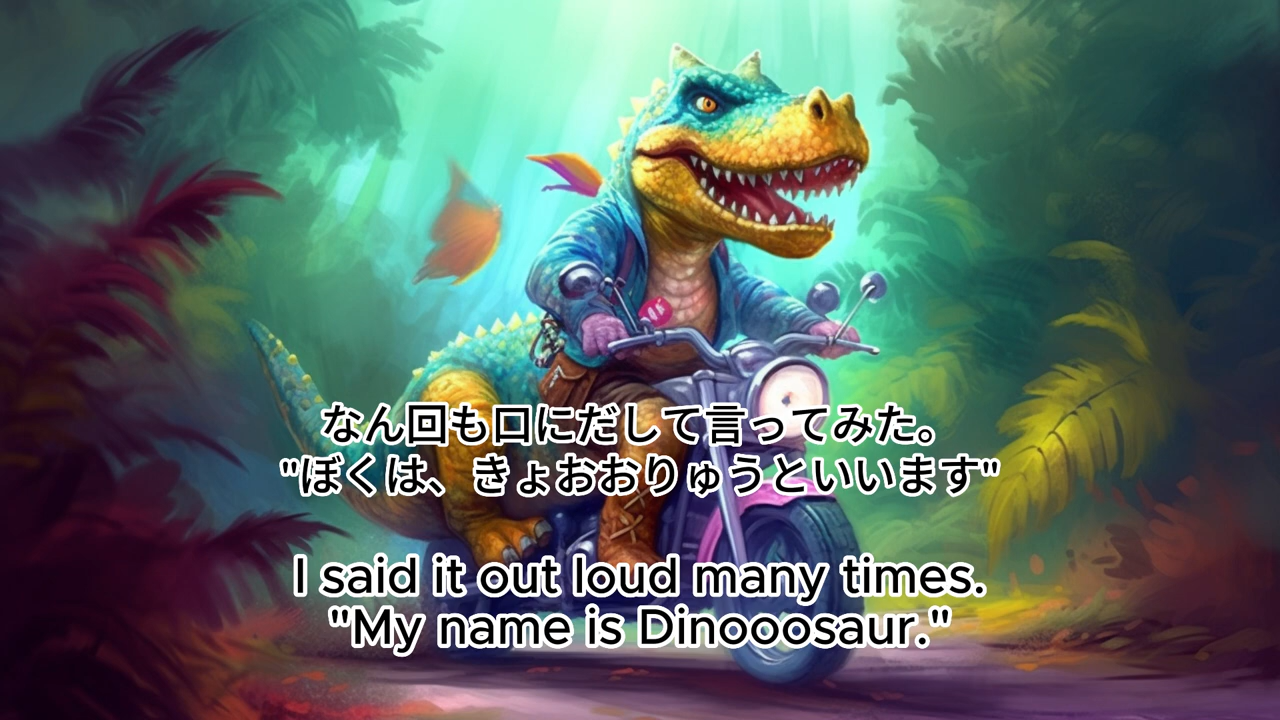 なん回も口にだして言ってみた。
"ぼくは、きょおおりゅうといいます"
I said it out loud many times.
"My name is Dinooosaur."